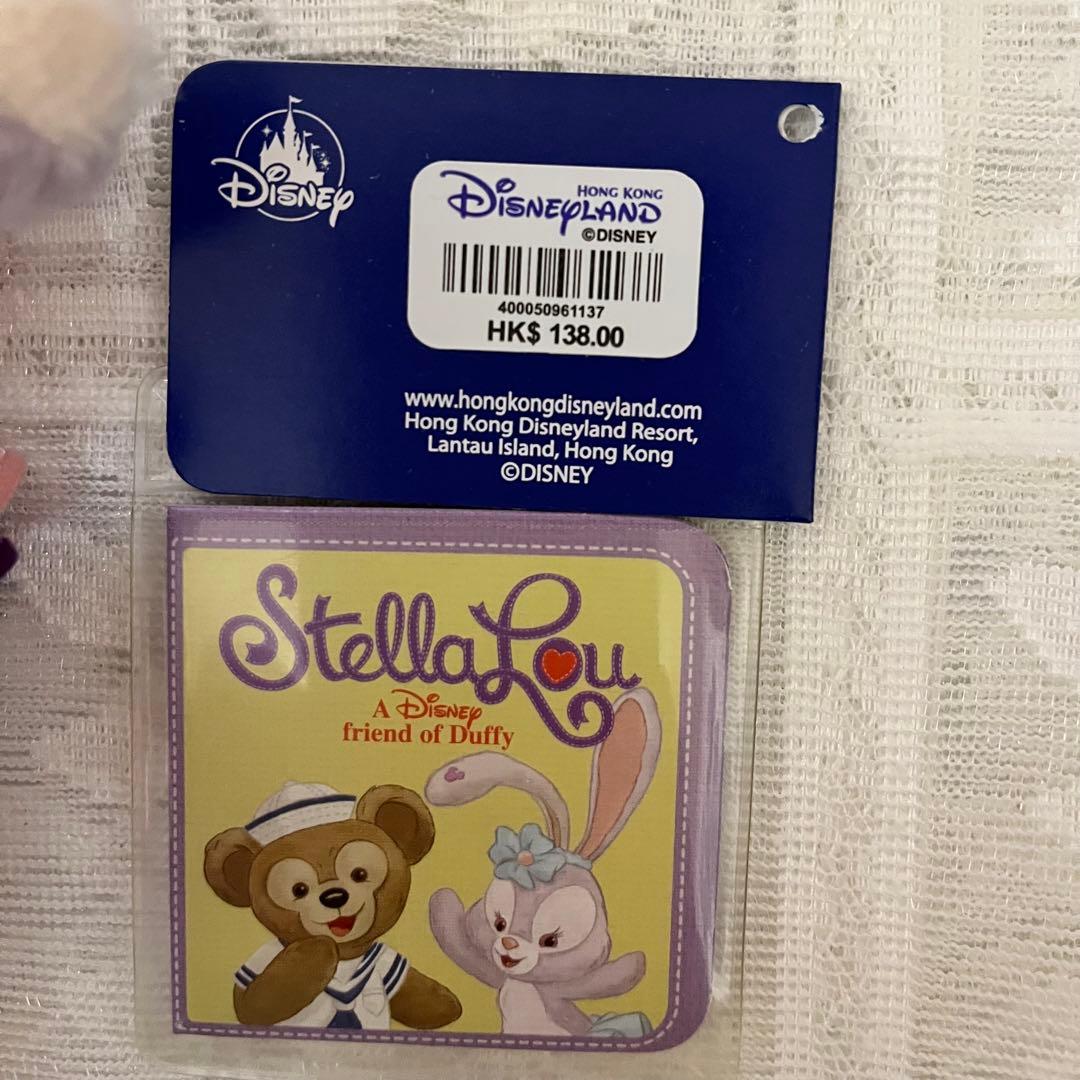 Disney
HONG KONG
Disneyland
©DISNEY
400050961137
HK$ 138.00
www.hongkongdisneyland.com
Hong Kong Disneyland Resort,
Lantau Island, Hong Kong
©DISNEY
StellaLou
A Disney
friend of Duffy